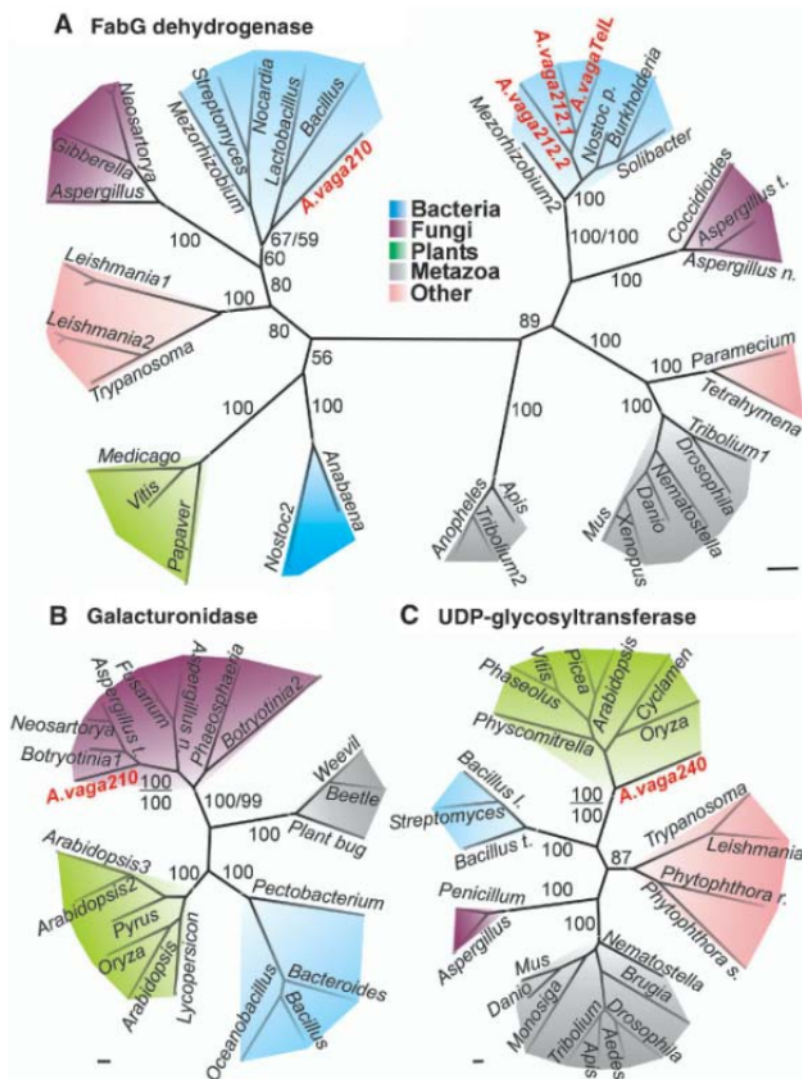 A FabG dehydrogenase
Neosartorya
Gibberella
Aspergillus
Streptomyces
Mezorhizobium
Nocardia
Lactobacillus
Bacillus
A.vaga210
100
67/59
60
80
Leishmania1
Leishmania2
Trypanosoma
100
80
56
100
100
Medicago
Vitis
Papaver
Nostoc2
Anabaena
Bacteria
Fungi
Plants
Metazoa
Other
Mezorhizobium2
A.vaga212.2
A.vaga212.1
A.vagaTelL
Nostoc p.
Burkholderia
Solibacter
100
100/100
Coccidioides
Aspergillus t.
Aspergillus n.
100
89
100
100
Paramecium
Tetrahymena
100
100
Anopheles
Tribolium2
Apis
Tribolium1
Drosophila
Nematostella
Danio
Xenopus
Mus
B Galacturonidase
Neosartorya
Botryotinia1
A.vaga210
Aspergillus t.
Fusarium
Aspergillus n
Phaeosphaeria
Botryotinia2
100
100
100/99
Weevil
Beetle
Plant bug
100
100
100
Arabidopsis3
Arabidopsis2
Pyrus
Oryza
Arabidopsis
Lycopersicon
Pectobacterium
Bacteroides
Bacillus
Oceanobacillus
C UDP-glycosyltransferase
Physcomitrella
Phaseolus
Vitis
Picea
Arabidopsis
Cyclamen
Oryza
A.vaga240
100
100
Bacillus l.
Streptomyces
Bacillus t.
100
87
Trypanosoma
Leishmania
Phytophthora r.
Phytophthora s.
Penicillum
Aspergillus
100
100
Nematostella
Brugia
Drosophila
Aedes
Apis
Tribolium
Monosiga
Danio
Mus